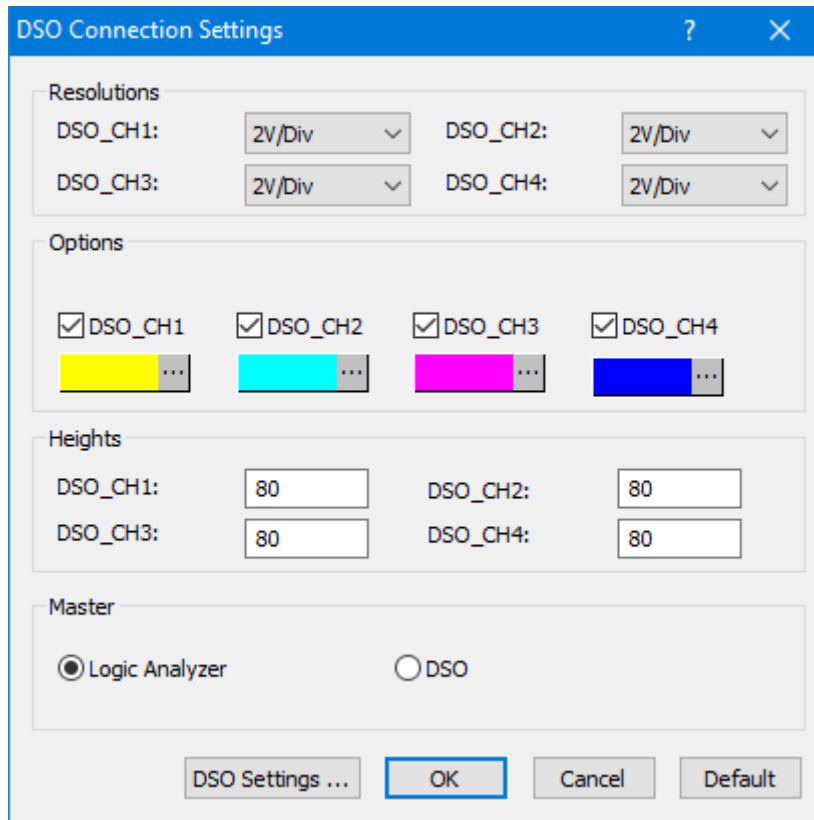 DSO Connection Settings ?
Resolutions
DSO_CH1: 2V/Div DSO_CH2: 2V/Div
DSO_CH3: 2V/Div DSO_CH4: 2V/Div
Options
DSO_CH1 DSO_CH2 DSO_CH3 DSO_CH4
... ... ... ...
Heights
DSO_CH1: 80 DSO_CH2: 80
DSO_CH3: 80 DSO_CH4: 80
Master
Logic Analyzer DSO
DSO Settings ... OK Cancel Default